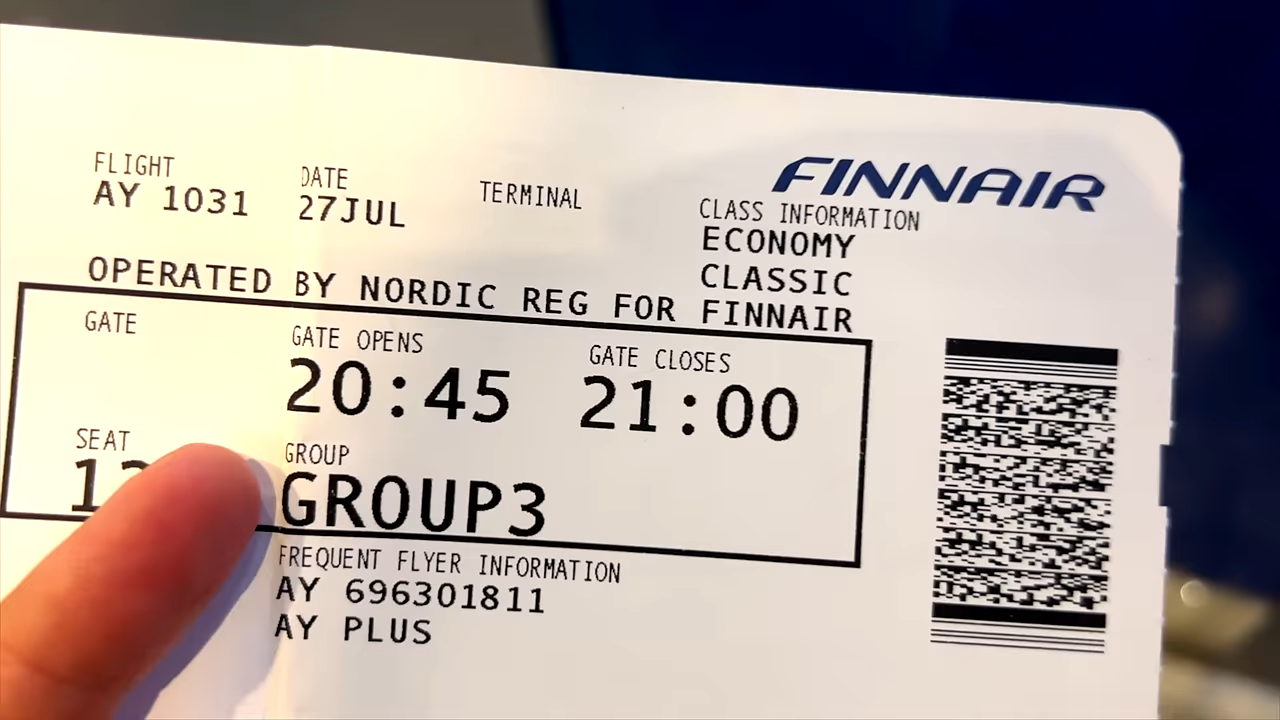 FINNAIR
FLIGHT DATE TERMINAL CLASS INFORMATION
AY 1031 27JUL ECONOMY
CLASSIC
OPERATED BY NORDIC REG FOR FINNAIR
GATE GATE OPENS GATE CLOSES
20:45 21:00
SEAT GROUP
GROUP3
FREQUENT FLYER INFORMATION
AY 696301811
AY PLUS